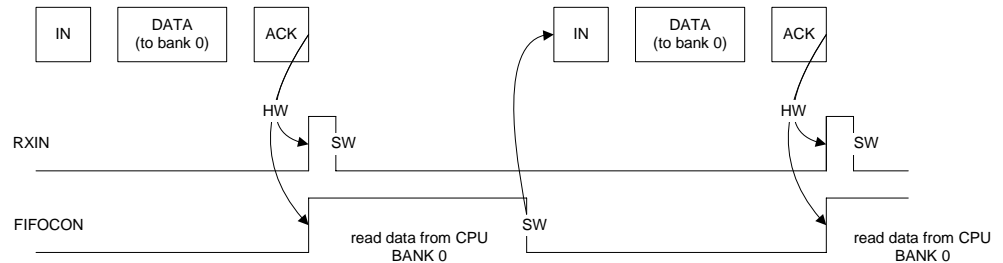 IN DATA ACK IN DATA ACK
(to bank 0) (to bank 0)
HW HW
RXIN SW SW
FIFOCON SW
read data from CPU read data from CPU
BANK 0 BANK 0